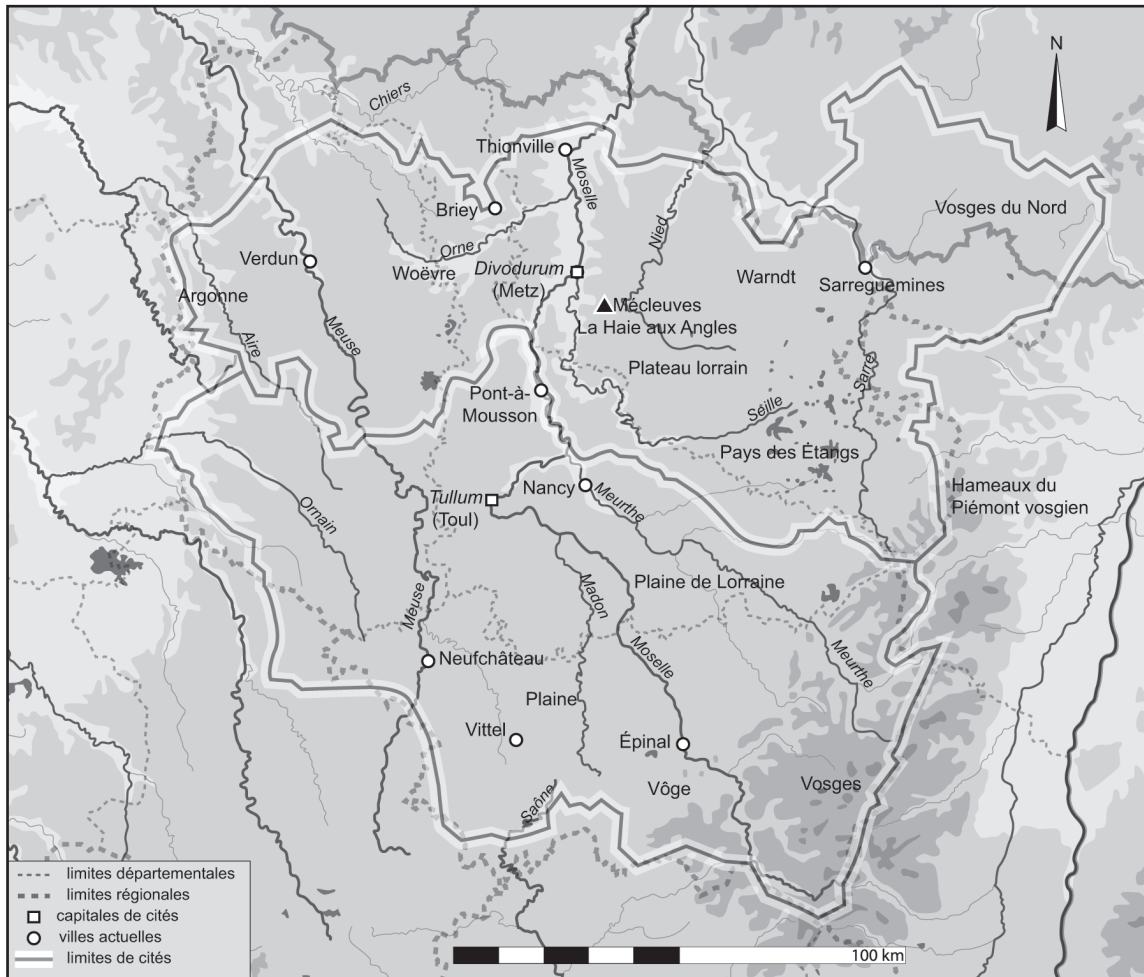 N
Chiers
Thionville
Moselle
Briey
Orne
Nied
Vosges du Nord
Verdun
Woëvre
Divodurum
(Metz)
Warndt
Sarreguemines
Argonne
Aire
Meuse
Mécleuves
La Haie aux Angles
Plateau lorrain
Sarre
Pont-à-
Mousson
Seille
Pays des Étangs
Tullum
(Toul)
Nancy
Meurthe
Hameaux du
Piémont vosgien
Ornain
Meuse
Madon
Plaine de Lorraine
Moselle
Meurthe
Neufchâteau
Plaine
Vittel
Épinal
Vôge
Vosges
Saône
limites départementales
limites régionales
capitales de cités
villes actuelles
limites de cités
100 km